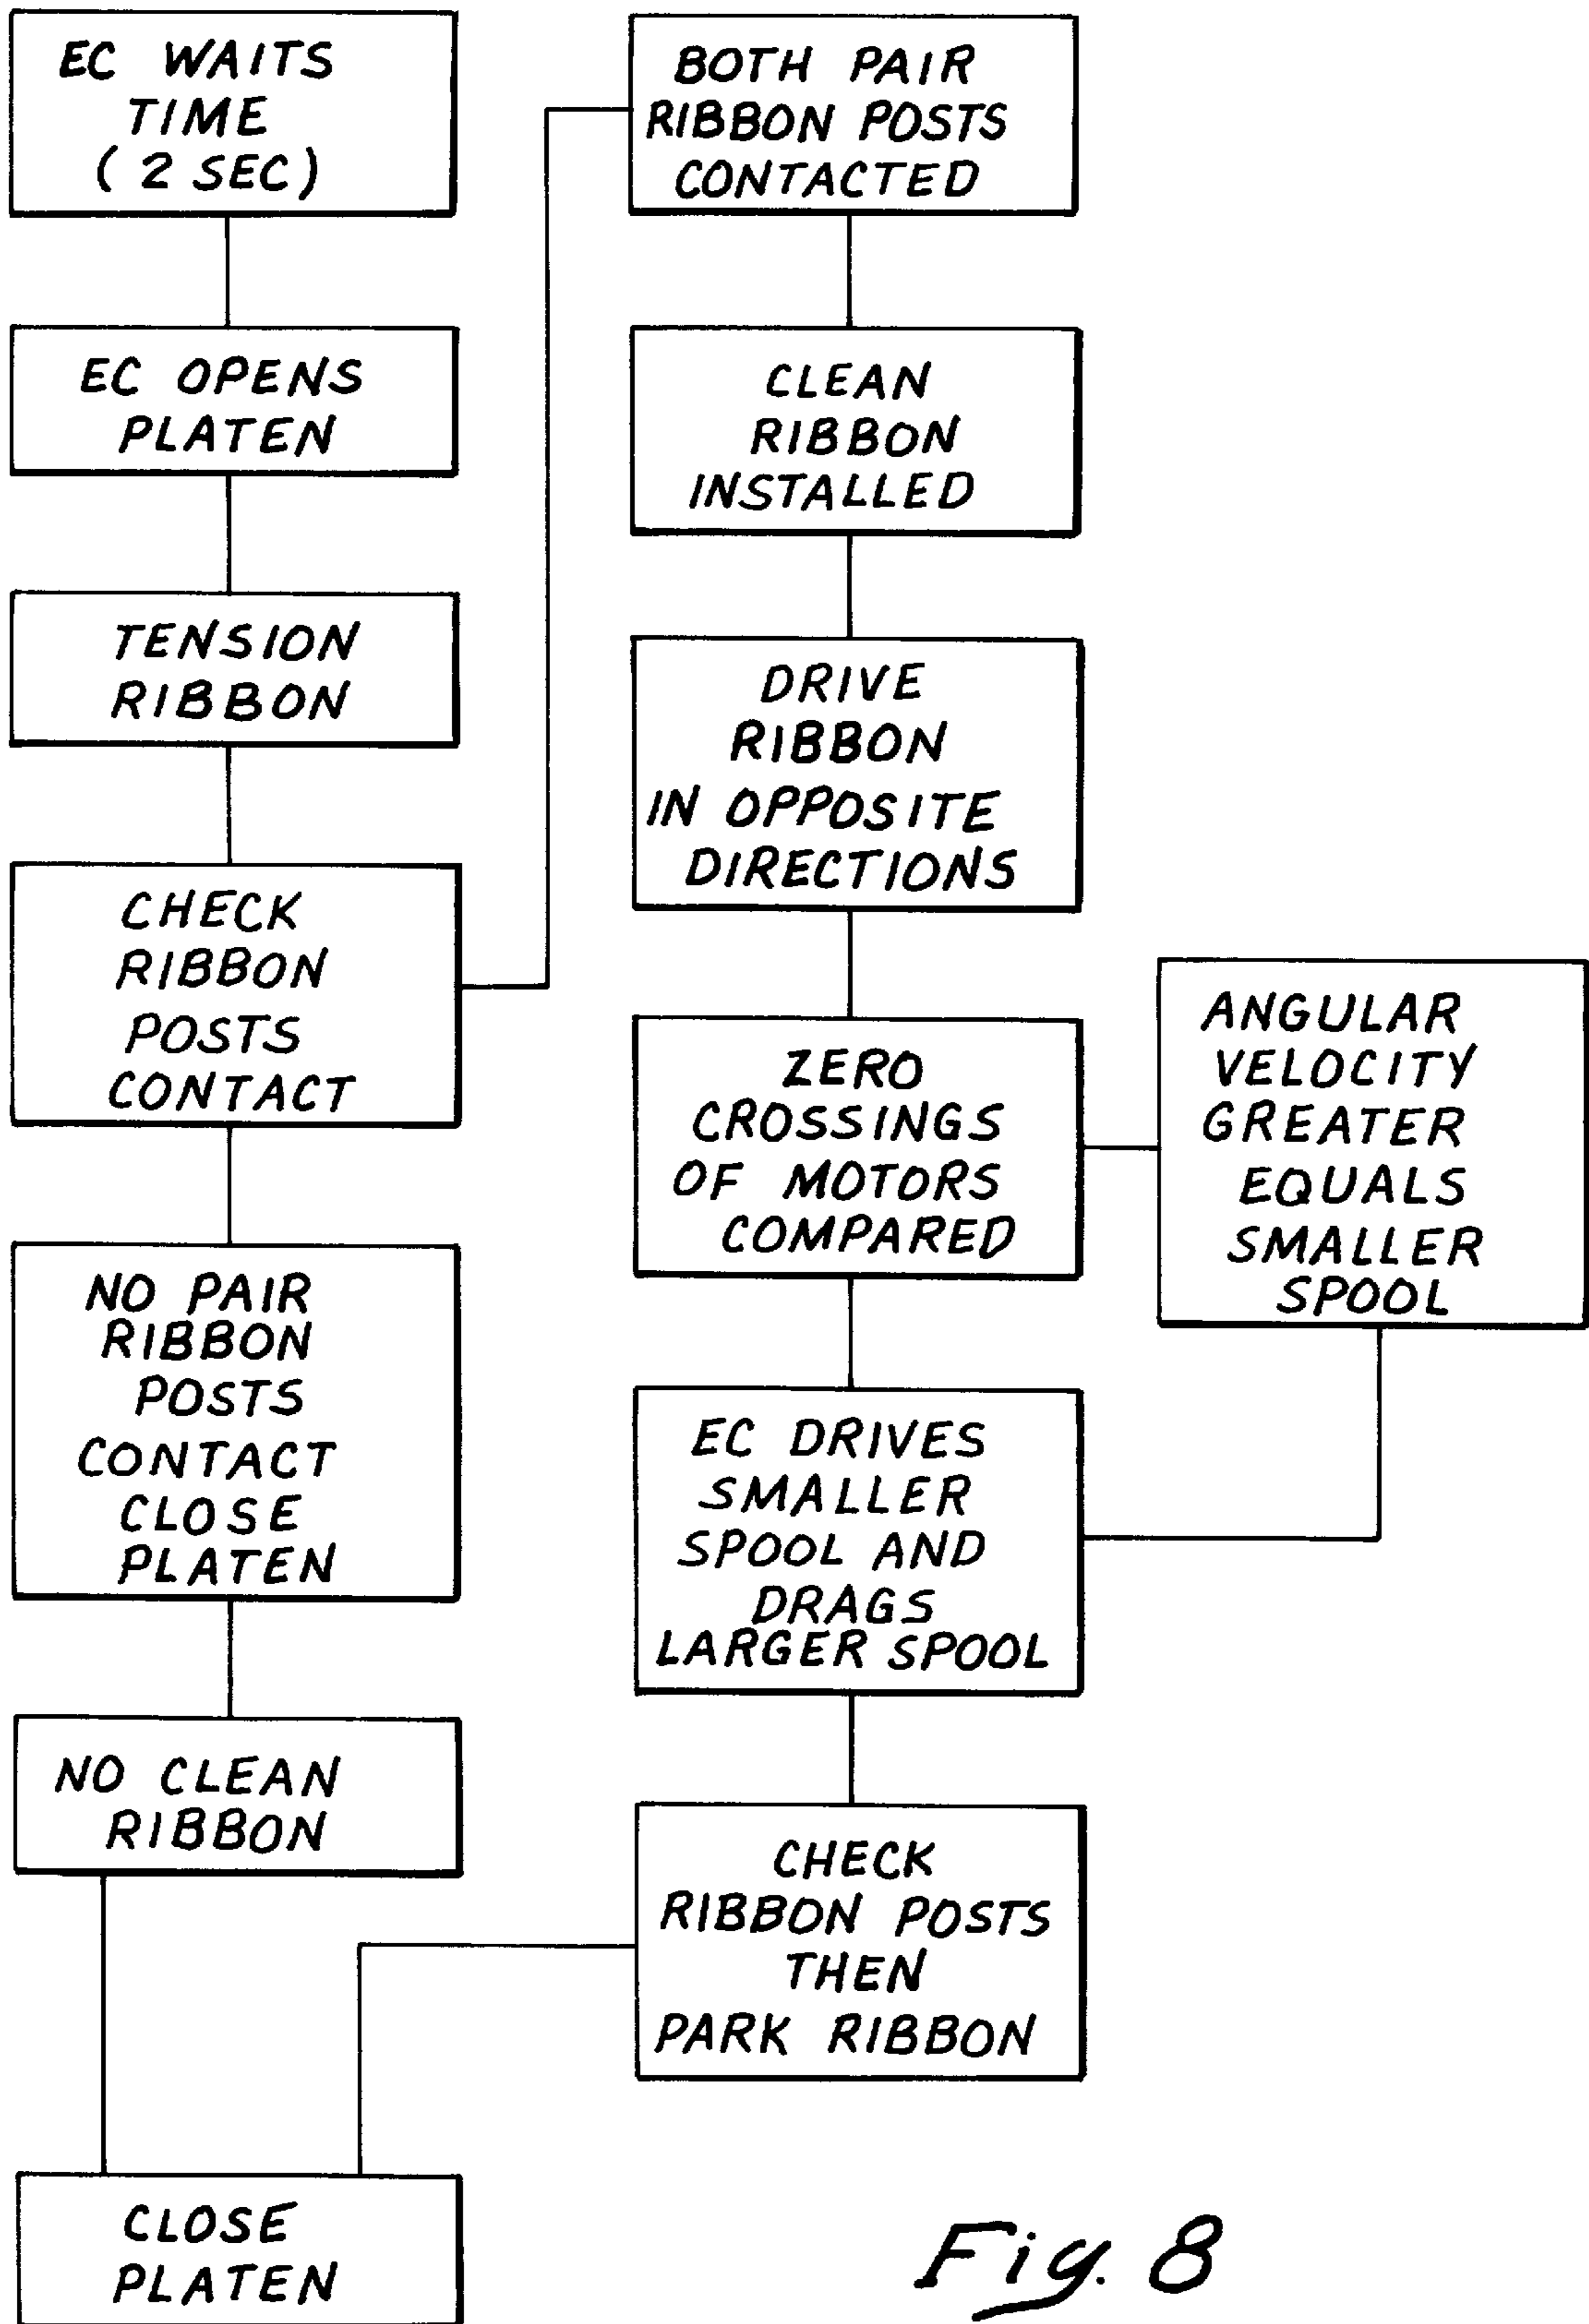 EC WAITS
TIME
(2 SEC)
EC OPENS
PLATEN
TENSION
RIBBON
CHECK
RIBBON
POSTS
CONTACT
NO PAIR
RIBBON
POSTS
CONTACT
CLOSE
PLATEN
NO CLEAN
RIBBON
CLOSE
PLATEN
BOTH PAIR
RIBBON POSTS
CONTACTED
CLEAN
RIBBON
INSTALLED
DRIVE
RIBBON
IN OPPOSITE
DIRECTIONS
ZERO
CROSSINGS
OF MOTORS
COMPARED
EC DRIVES
SMALLER
SPOOL AND
DRAGS
LARGER SPOOL
CHECK
RIBBON POSTS
THEN
PARK RIBBON
ANGULAR
VELOCITY
GREATER
EQUALS
SMALLER
SPOOL
Fig. 8